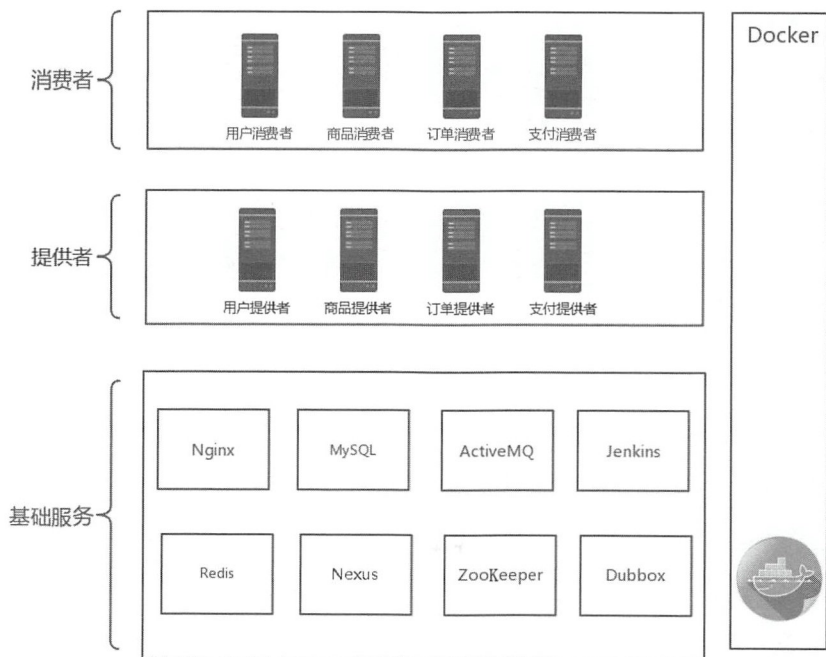 消费者
用户消费者 商品消费者 订单消费者 支付消费者
Docker
提供者
用户提供者 商品提供者 订单提供者 支付提供者
基础服务
Nginx MySQL ActiveMQ Jenkins
Redis Nexus ZooKeeper Dubbox